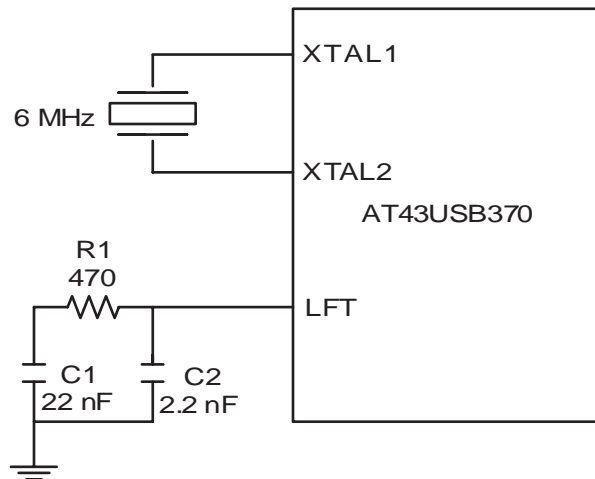 XTAL1
6 MHz
XTAL2
AT43USB370
R1
470
LFT
C1
22 nF
C2
2.2 nF